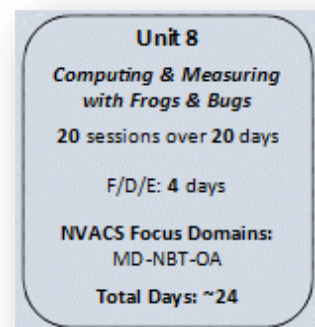 Unit 8
Computing & Measuring
with Frogs & Bugs
20 sessions over 20 days
F/D/E: 4 days
NVACS Focus Domains:
MD-NBT-OA
Total Days: ~24